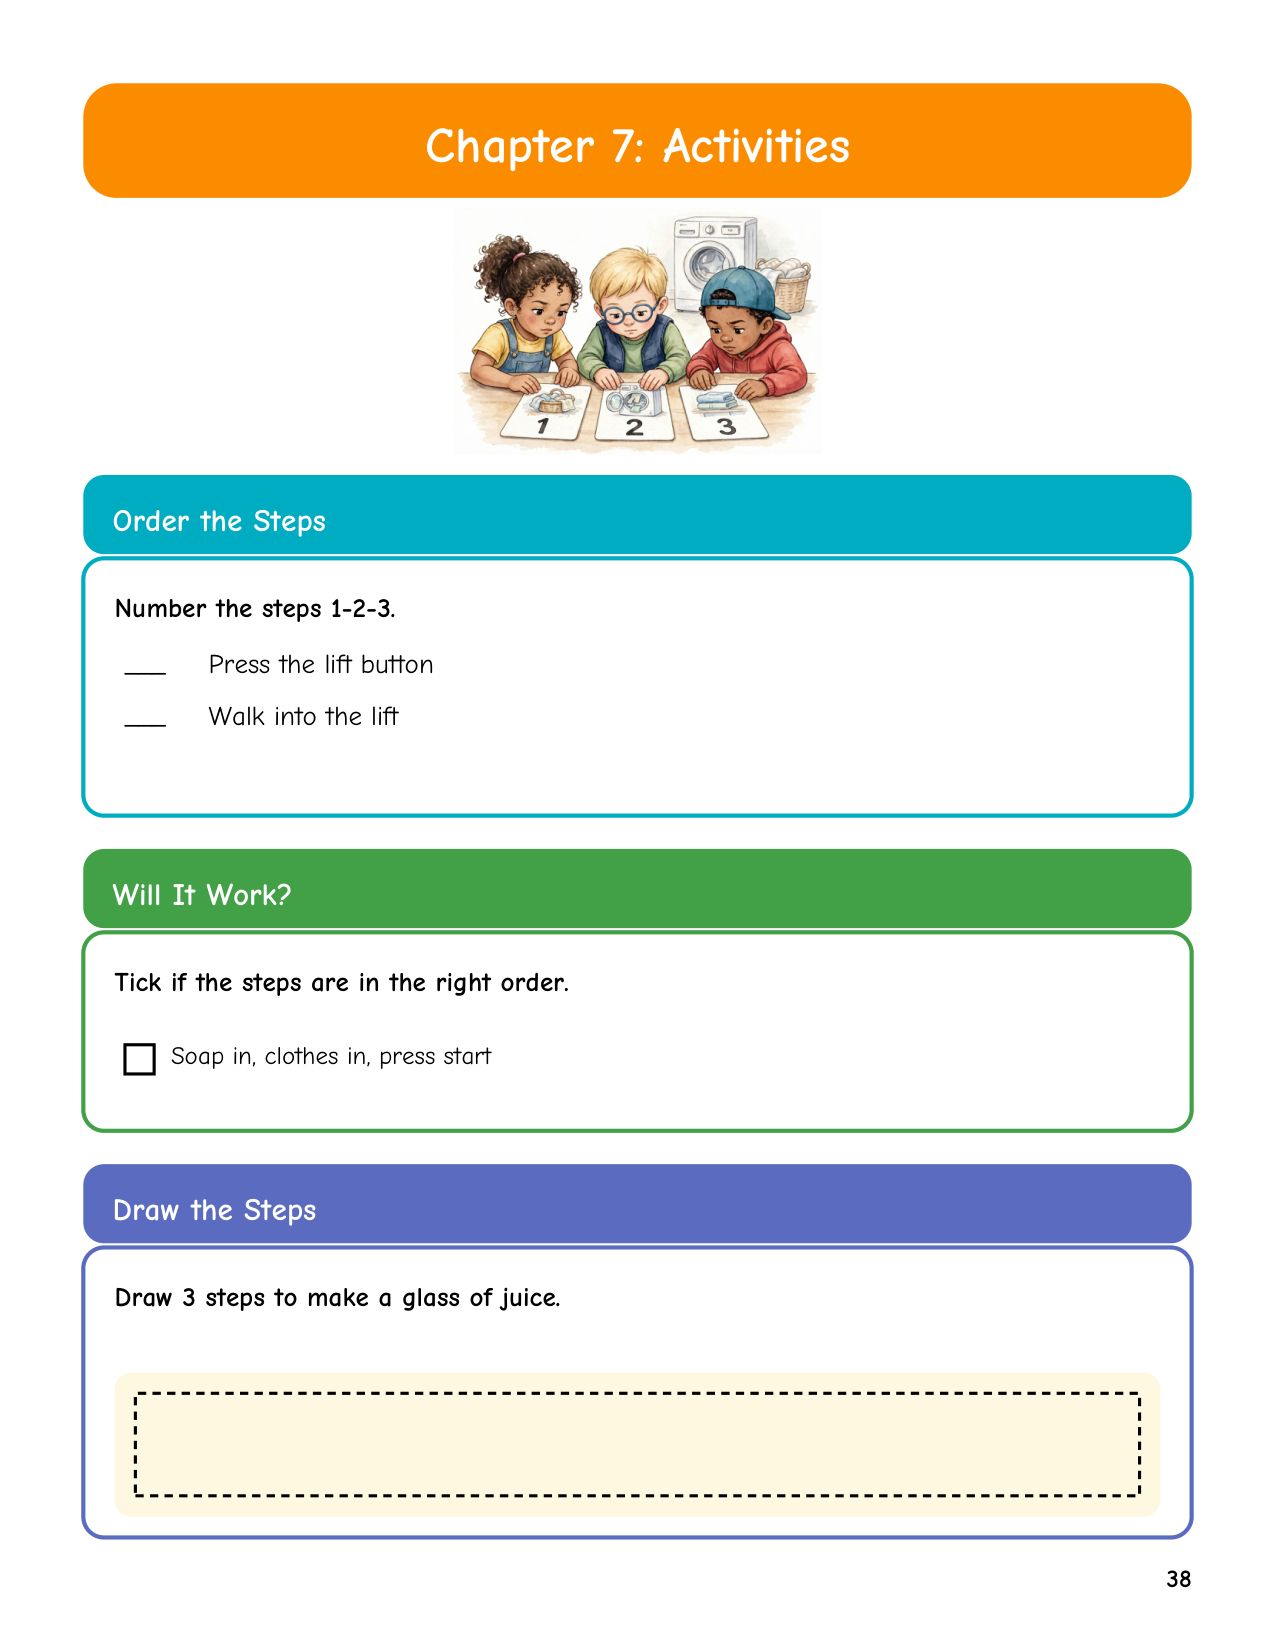 Chapter 7: Activities
1 2 3
Order the Steps
Number the steps 1-2-3.
___ Press the lift button
___ Walk into the lift
Will It Work?
Tick if the steps are in the right order.
Soap in, clothes in, press start
Draw the Steps
Draw 3 steps to make a glass of juice.
38